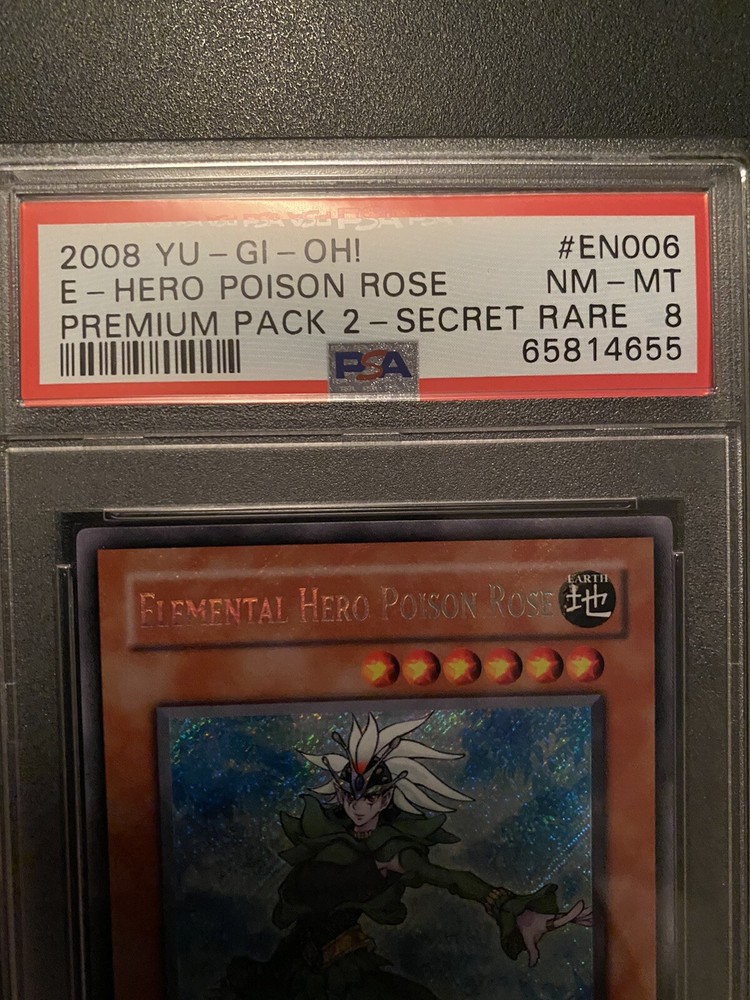 2008 YU-GI-OH! #EN006
E-HERO POISON ROSE NM-MT
PREMIUM PACK 2-SECRET RARE 8
65814655
PSA
ELEMENTAL HERO POISON ROSE
EARTH
地